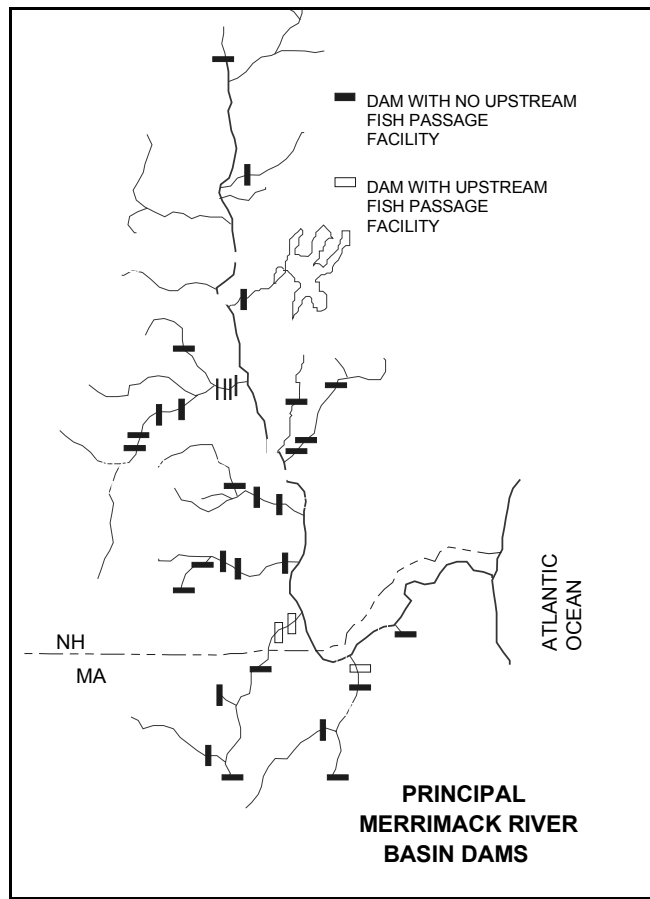 DAM WITH NO UPSTREAM
FISH PASSAGE
FACILITY
DAM WITH UPSTREAM
FISH PASSAGE
FACILITY
ATLANTIC
OCEAN
NH
MA
PRINCIPAL
MERRIMACK RIVER
BASIN DAMS